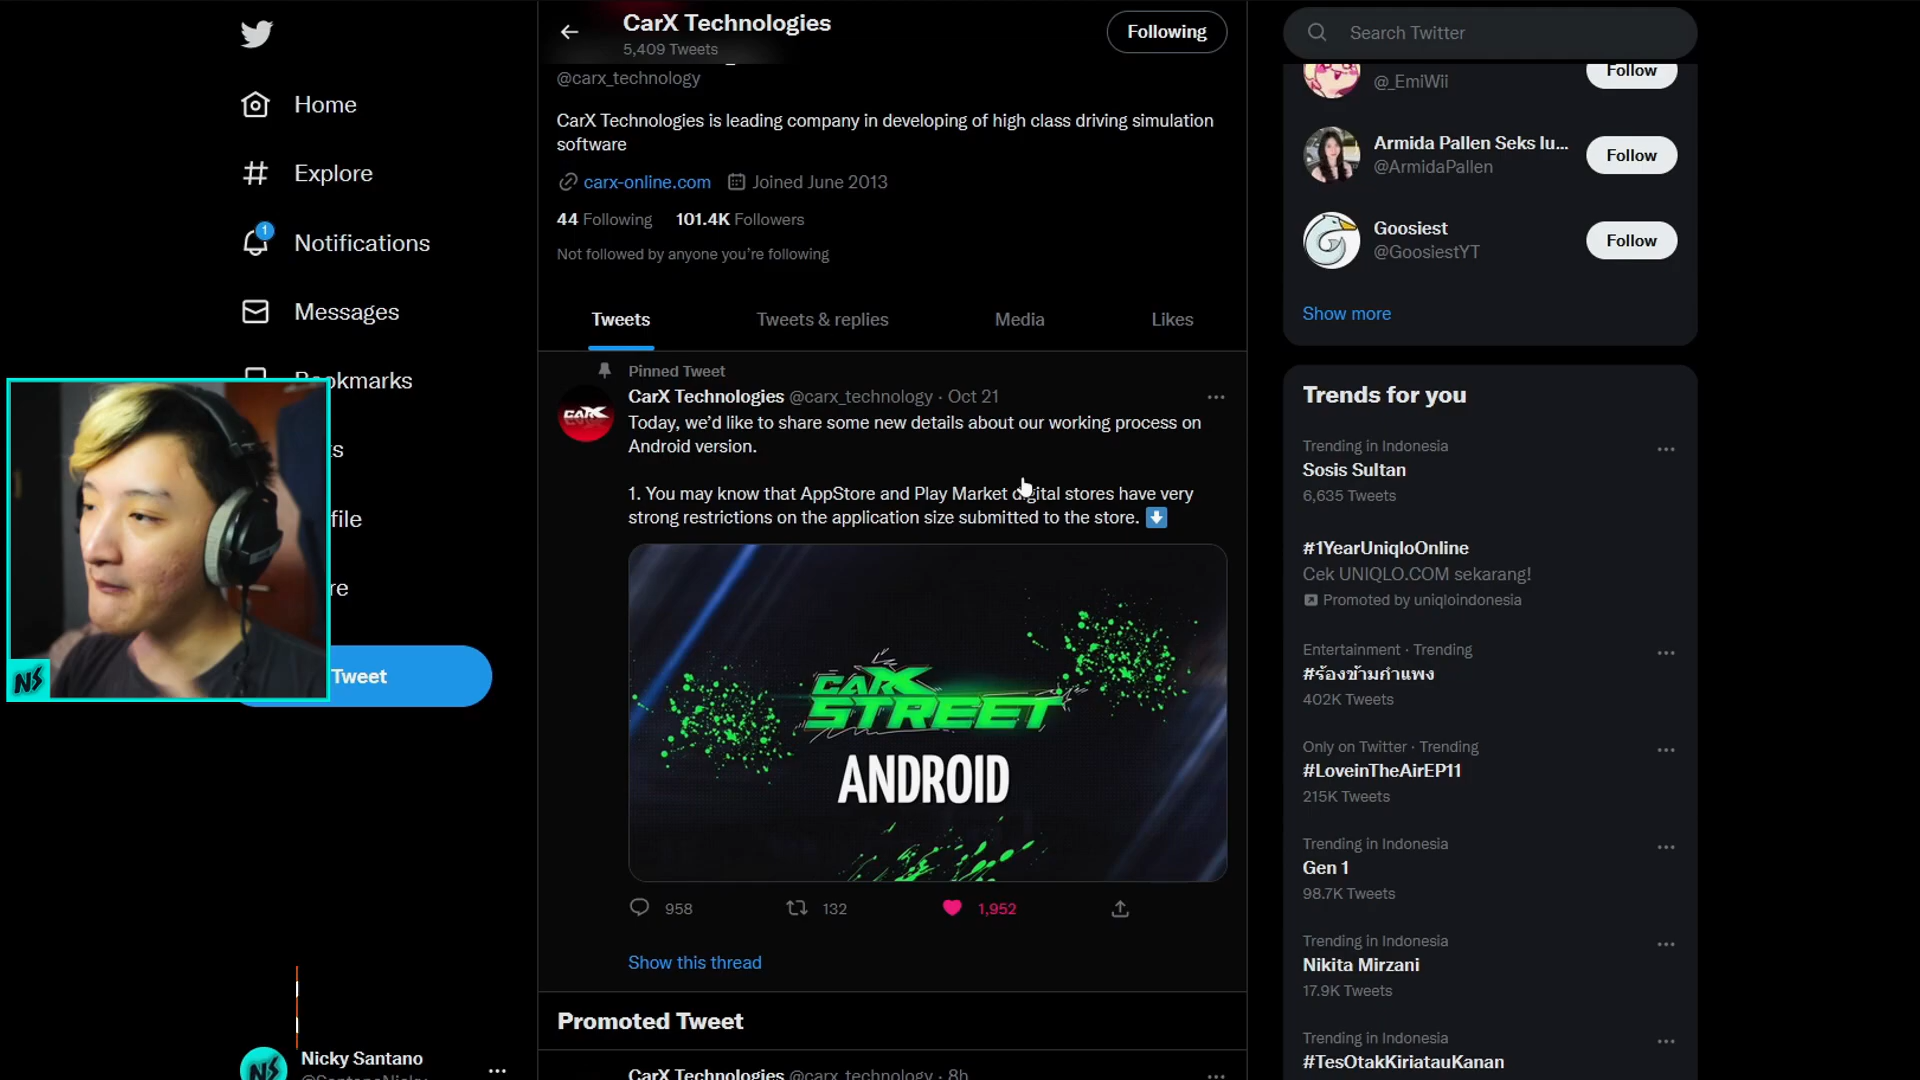 Home
Explore
1
Notifications
Messages
Bookmarks
Tweet
NS
Nicky Santano
CarX Technologies
5,409 Tweets
Following
@carx_technology
CarX Technologies is leading company in developing of high class driving simulation
software
carx-online.com Joined June 2013
44 Following 101.4K Followers
Not followed by anyone you're following
Tweets Tweets & replies Media Likes
Pinned Tweet
CarX Technologies @carx_technology · Oct 21
Today, we'd like to share some new details about our working process on
Android version.
1. You may know that AppStore and Play Market digital stores have very
strong restrictions on the application size submitted to the store.
CARX
CARX
STREET
ANDROID
958 132 1,952
Show this thread
Promoted Tweet
CarX Technologies @carx_technology · 8h
Search Twitter
@_EmiWii
Follow
Armida Pallen Seks lu...
@ArmidaPallen
Follow
Goosiest
@GoosiestYT
Follow
Show more
Trends for you
Trending in Indonesia
Sosis Sultan
6,635 Tweets
#1YearUniqloOnline
Cek UNIQLO.COM sekarang!
Promoted by uniqloindonesia
Entertainment · Trending
#ร้องข้ามกำแพง
402K Tweets
Only on Twitter · Trending
#LoveinTheAirEP11
215K Tweets
Trending in Indonesia
Gen 1
98.7K Tweets
Trending in Indonesia
Nikita Mirzani
17.9K Tweets
Trending in Indonesia
#TesOtakKiriatauKanan